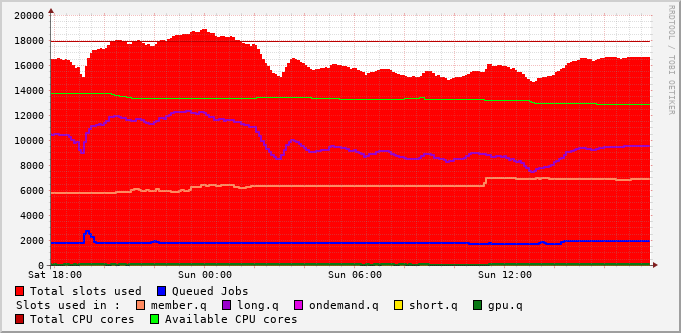 20000
18000
16000
14000
12000
10000
8000
6000
4000
2000
0
Sat 18:00 Sun 00:00 Sun 06:00 Sun 12:00
Total slots used Queued Jobs
Slots used in : member.q long.q ondemand.q short.q gpu.q
Total CPU cores Available CPU cores
RRDTOOL / TOBI OETIKER